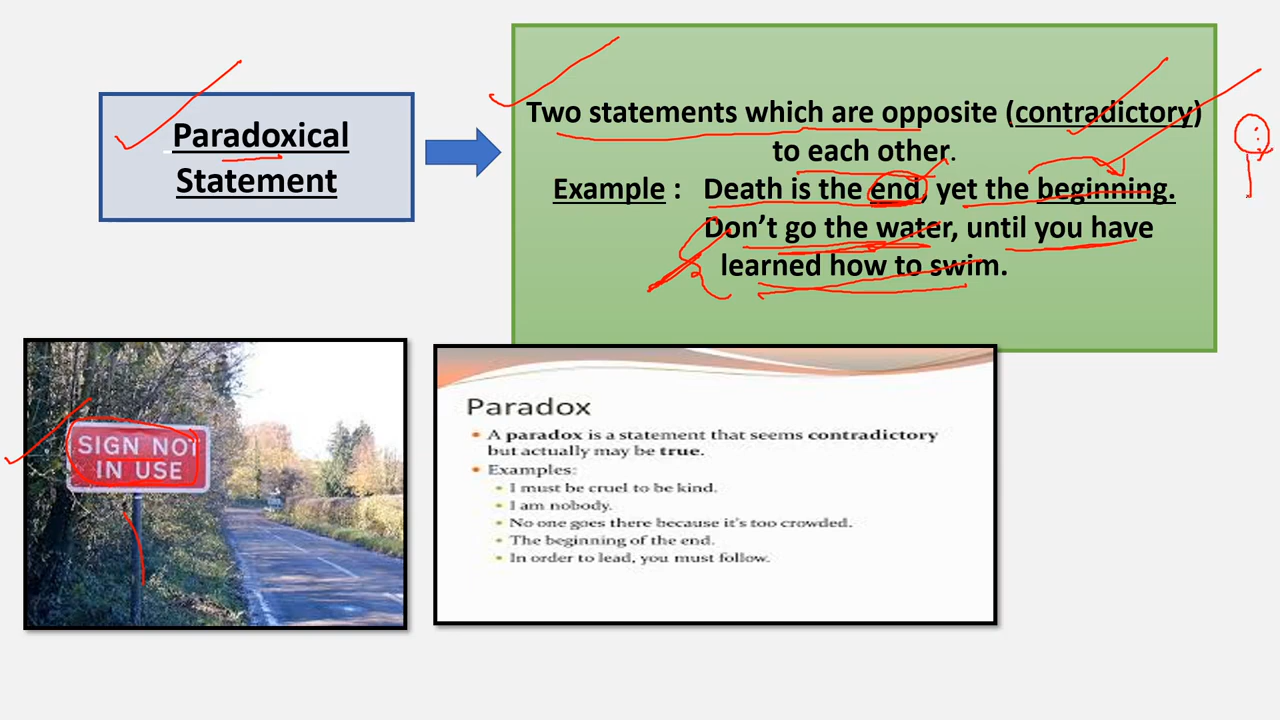 Paradoxical
Statement
Two statements which are opposite (contradictory)
to each other.
Example : Death is the end, yet the beginning.
Don't go the water, until you have
learned how to swim.
SIGN NOT
IN USE
Paradox
• A paradox is a statement that seems contradictory
but actually may be true.
• Examples:
• I must be cruel to be kind.
• I am nobody.
• No one goes there because it's too crowded.
• The beginning of the end.
• In order to lead, you must follow.